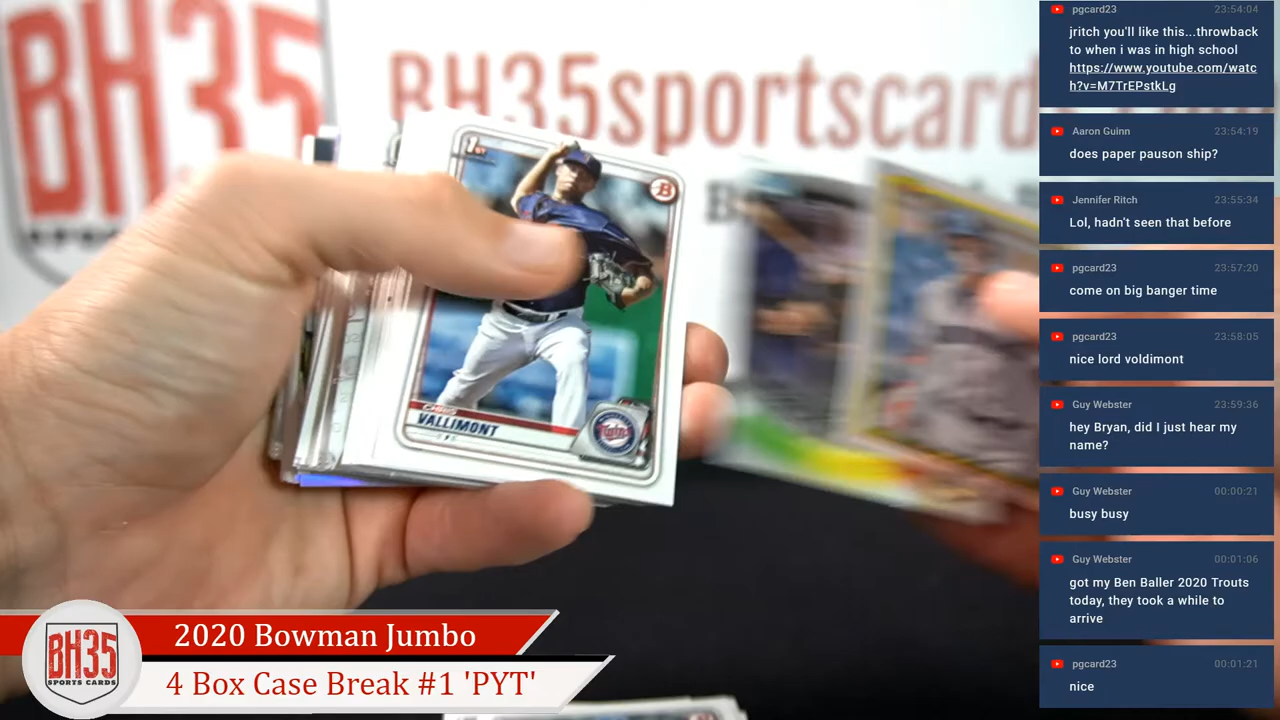 BH35
BH35sportscards
1ST
B
CHRIS
VALLIMONT
Twins
BH35
SPORTS CARDS
2020 Bowman Jumbo
4 Box Case Break #1 'PYT'
pgcard23 23:54:04
jritch you'll like this...throwback
to when i was in high school
https://www.youtube.com/watc
h?v=M7TrEPstkLg
Aaron Guinn 23:54:19
does paper pauson ship?
Jennifer Ritch 23:55:34
Lol, hadn't seen that before
pgcard23 23:57:20
come on big banger time
pgcard23 23:58:05
nice lord voldimont
Guy Webster 23:59:36
hey Bryan, did I just hear my
name?
Guy Webster 00:00:21
busy busy
Guy Webster 00:01:06
got my Ben Baller 2020 Trouts
today, they took a while to
arrive
pgcard23 00:01:21
nice